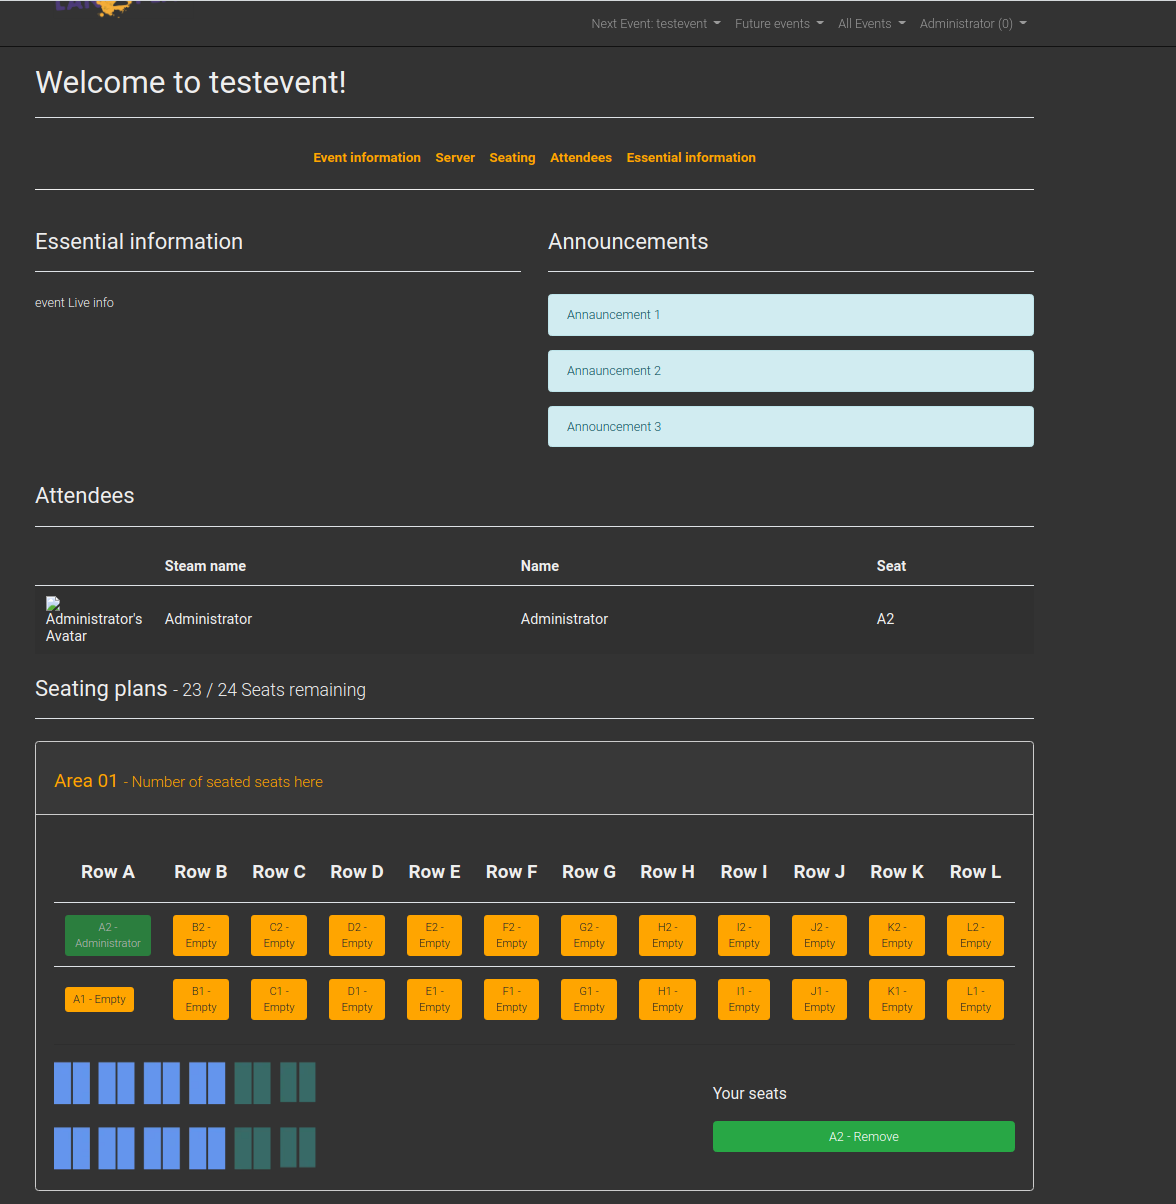 Next Event: testevent Future events All Events Administrator (0)
Welcome to testevent!
Event information Server Seating Attendees Essential information
Essential information
Announcements
event Live info
Annauncement 1
Annauncement 2
Announcement 3
Attendees
Steam name Name Seat
Administrator's
Avatar
Administrator Administrator A2
Seating plans - 23 / 24 Seats remaining
Area 01 - Number of seated seats here
Row A Row B Row C Row D Row E Row F Row G Row H Row I Row J Row K Row L
A2 - B2 - C2 - D2 - E2 - F2 - G2 - H2 - I2 - J2 - K2 - L2 -
Administrator Empty Empty Empty Empty Empty Empty Empty Empty Empty Empty Empty
A1 - Empty B1 - C1 - D1 - E1 - F1 - G1 - H1 - I1 - J1 - K1 - L1 -
Empty Empty Empty Empty Empty Empty Empty Empty Empty Empty Empty
Your seats
A2 - Remove